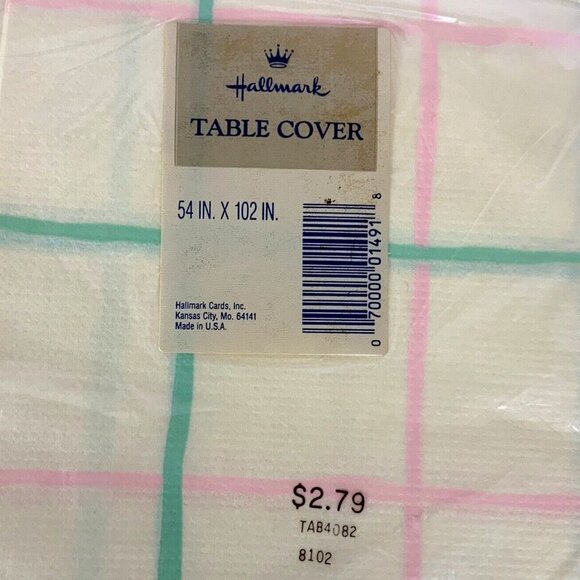 Hallmark
TABLE COVER
54 IN. X 102 IN.
Hallmark Cards, Inc.
Kansas City, Mo. 64141
Made in U.S.A.
0 70000 01491 8
$2.79
TAB4082
8102